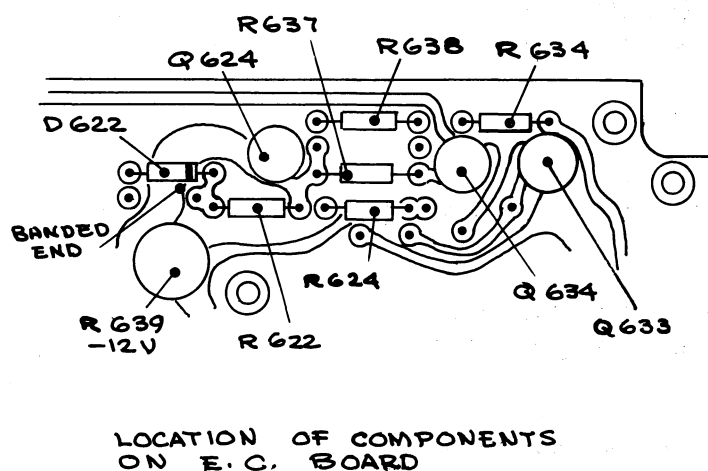 R637
R638
R634
Q624
D622
BANDED
END
R639
-12V
R622
R624
Q634
Q633
LOCATION OF COMPONENTS
ON E.C. BOARD